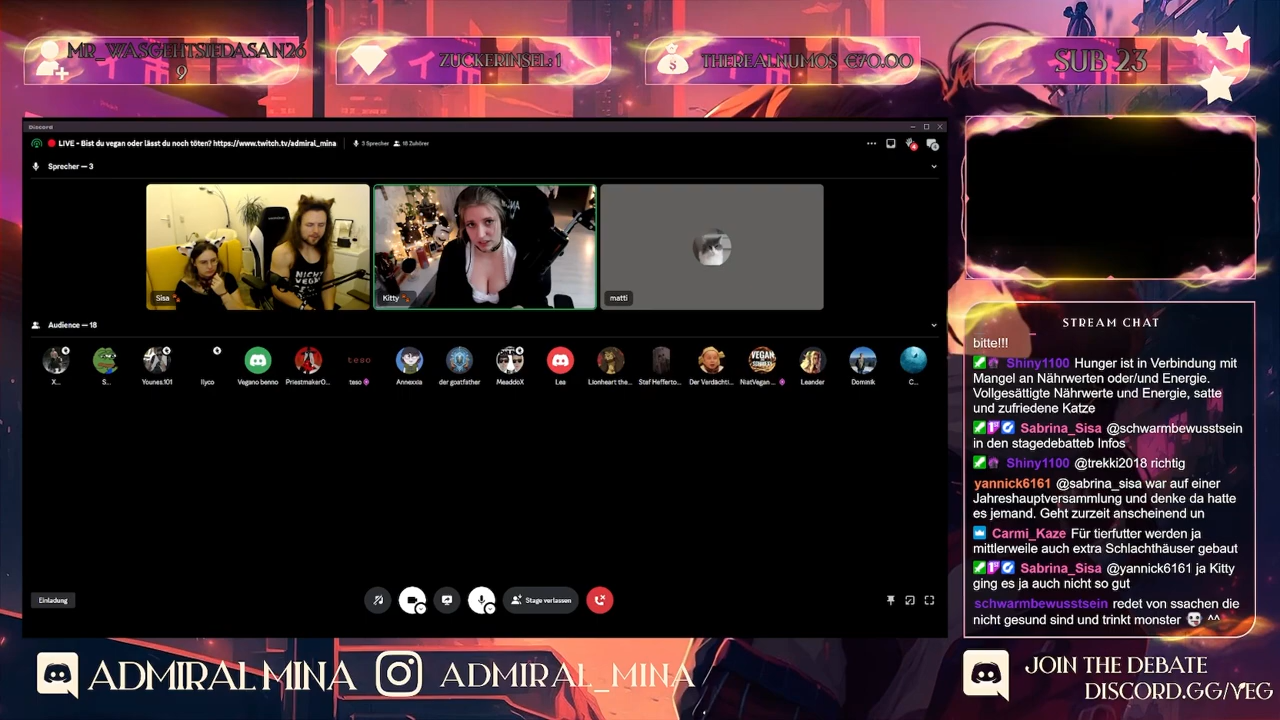 MR_WASGEHTSIEDASAN26
9
ZUCKERINSEL: 1
THEREALNUMOS €70.00
SUB 23
Discord
LIVE - Bist du vegan oder lässt du noch töten? https://www.twitch.tv/admiral_mina
3 Sprecher
18 Zuhörer
Sprecher — 3
Sisa
Kitty
matti
Audience — 18
X...
S...
Younes.101
llyco
Vegano benno
PriestmakerO...
teso
Annexxia
der goatfather
MeaddoX
Lea
Lionheart the...
Stef Hefferto...
Der Verdächti...
NiatVegan...
Leander
Dominik
C...
Einladung
Stage verlassen
STREAM CHAT
bitte!!!
Shiny1100 Hunger ist in Verbindung mit
Mangel an Nährwerten oder/und Energie.
Vollgesättigte Nährwerte und Energie, satte
und zufriedene Katze
Sabrina_Sisa @schwarmbewusstsein
in den stagedebatteb Infos
Shiny1100 @trekki2018 richtig
yannick6161 @sabrina_sisa war auf einer
Jahreshauptversammlung und denke da hatte
es jemand. Geht zurzeit anscheinend un
Carmi_Kaze Für tierfutter werden ja
mittlerweile auch extra Schlachthäuser gebaut
Sabrina_Sisa @yannick6161 ja Kitty
ging es ja auch nicht so gut
schwarmbewusstsein redet von ssachen die
nicht gesund sind und trinkt monster ^^
ADMIRALMINA
ADMIRAL_MINA
JOIN THE DEBATE
DISCORD.GG/VEG